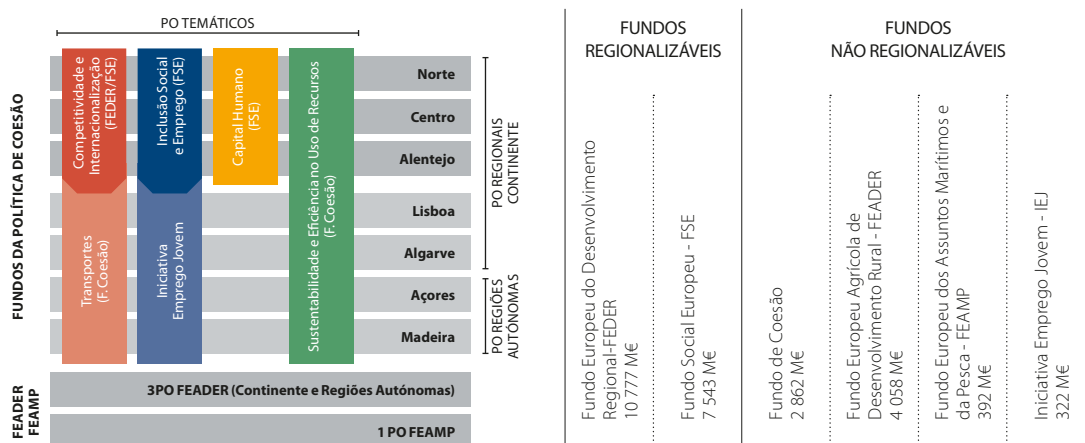 PO TEMÁTICOS
FUNDOS DA POLÍTICA DE COESÃO
Competitividade e
Internacionalização
(FEDER/FSE)
Transportes
(F. Coesão)
Inclusão Social
e Emprego (FSE)
Iniciativa
Emprego Jovem
Capital Humano
(FSE)
Sustentabilidade e Eficiência no Uso de Recursos
(F. Coesão)
Norte
Centro
Alentejo
Lisboa
Algarve
Açores
Madeira
PO REGIONAIS
CONTINENTE
PO REGIÕES
AUTÓNOMAS
FEADER
FEAMP
3PO FEADER (Continente e Regiões Autónomas)
1 PO FEAMP
FUNDOS
REGIONALIZÁVEIS
Fundo Europeu do Desenvolvimento
Regional-FEDER
10 777 M€
Fundo Social Europeu - FSE
7 543 M€
FUNDOS
NÃO REGIONALIZÁVEIS
Fundo de Coesão
2 862 M€
Fundo Europeu Agrícola de
Desenvolvimento Rural - FEADER
4 058 M€
Fundo Europeu dos Assuntos Marítimos e
da Pesca - FEAMP
392 M€
Iniciativa Emprego Jovem - IEJ
322 M€